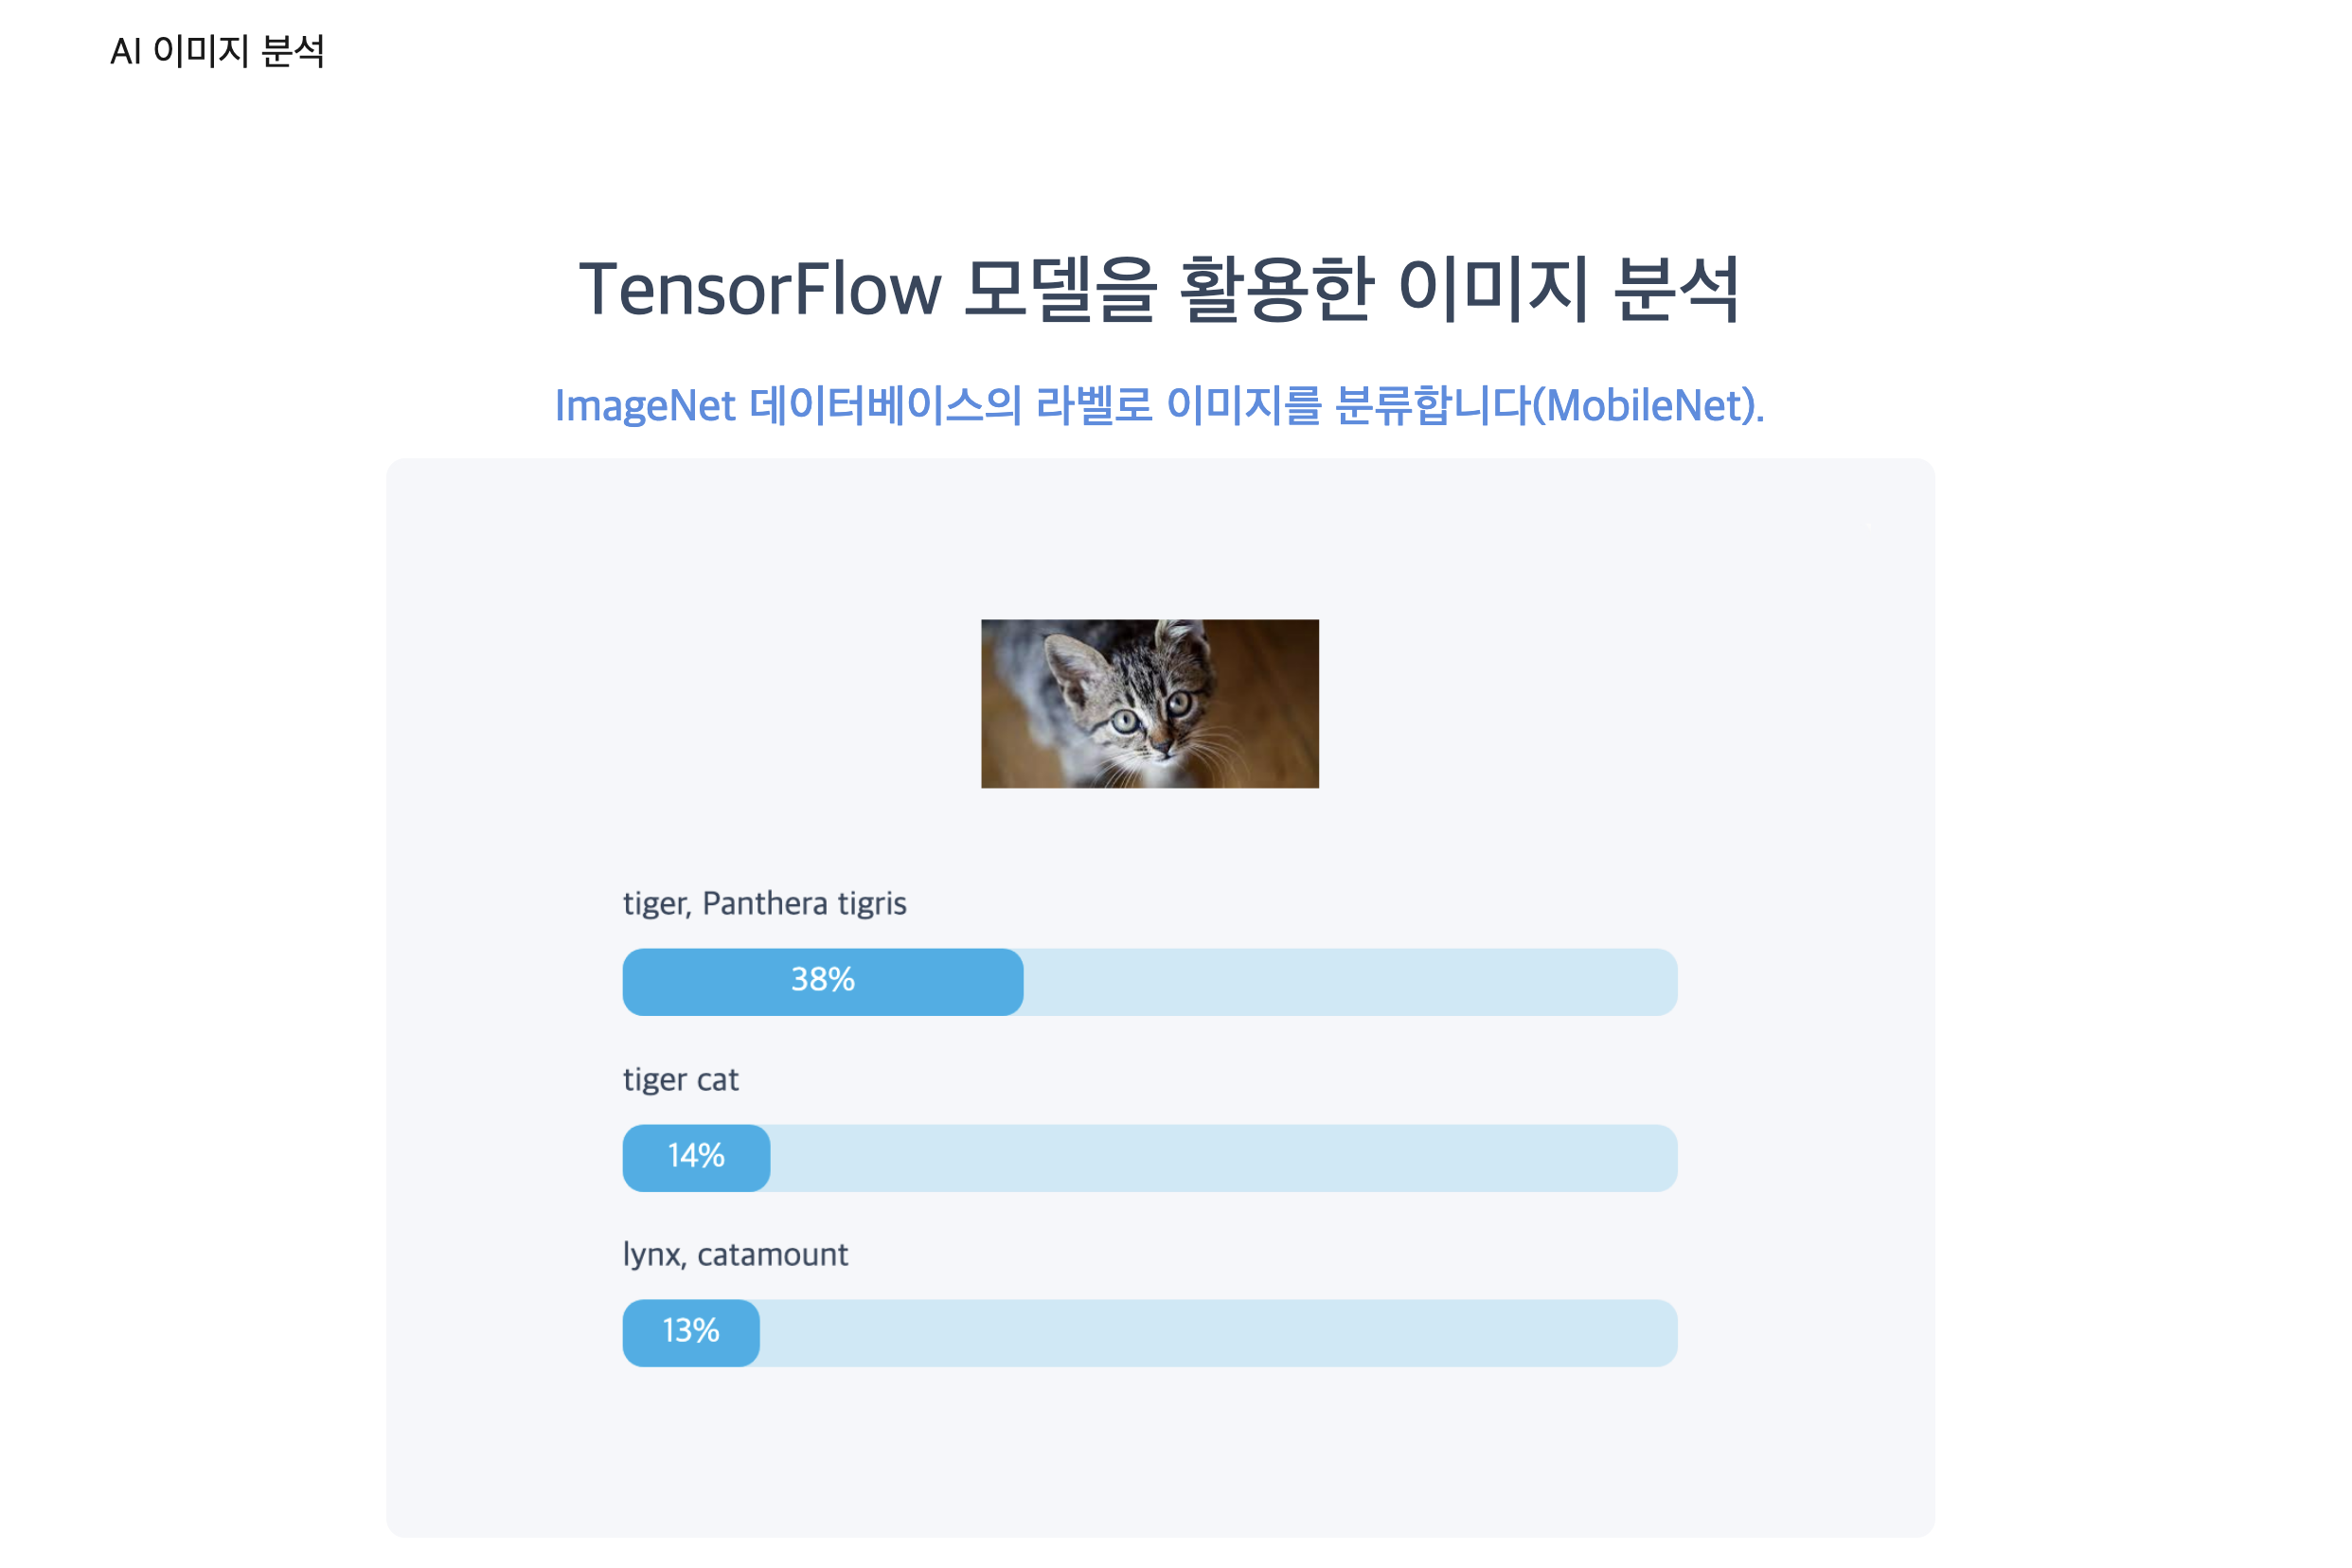 AI 이미지 분석
TensorFlow 모델을 활용한 이미지 분석
ImageNet 데이터베이스의 라벨로 이미지를 분류합니다(MobileNet).
tiger, Panthera tigris
38%
tiger cat
14%
lynx, catamount
13%